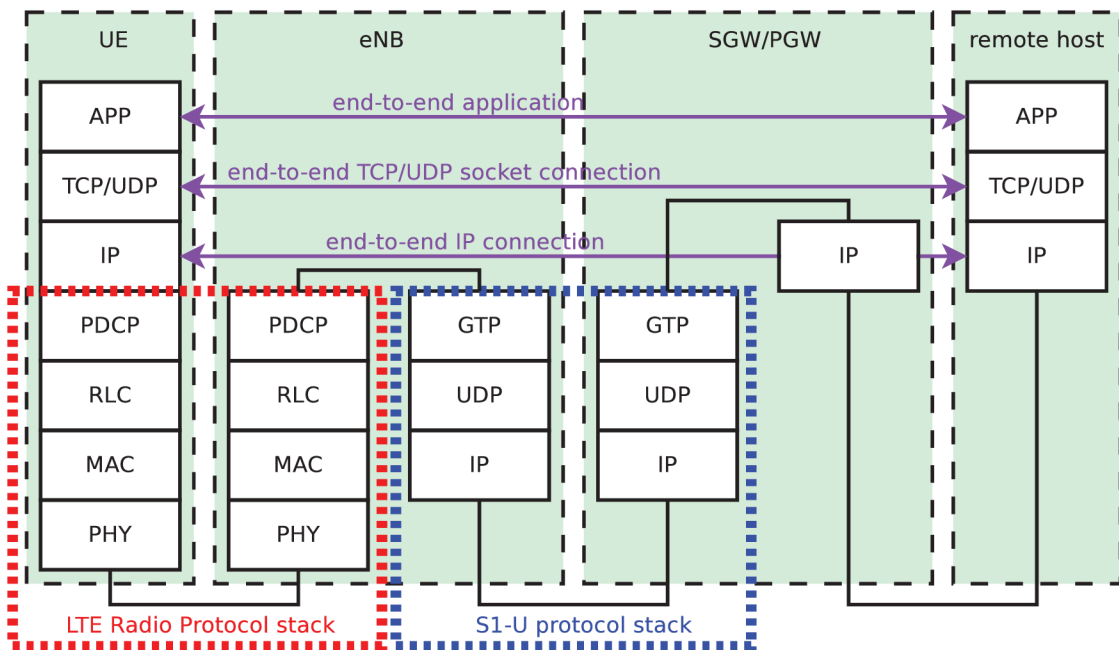 UE
eNB
SGW/PGW
remote host
APP
end-to-end application
APP
TCP/UDP
end-to-end TCP/UDP socket connection
TCP/UDP
IP
end-to-end IP connection
IP
IP
PDCP
PDCP
GTP
GTP
RLC
RLC
UDP
UDP
MAC
MAC
IP
IP
PHY
PHY
LTE Radio Protocol stack
S1-U protocol stack